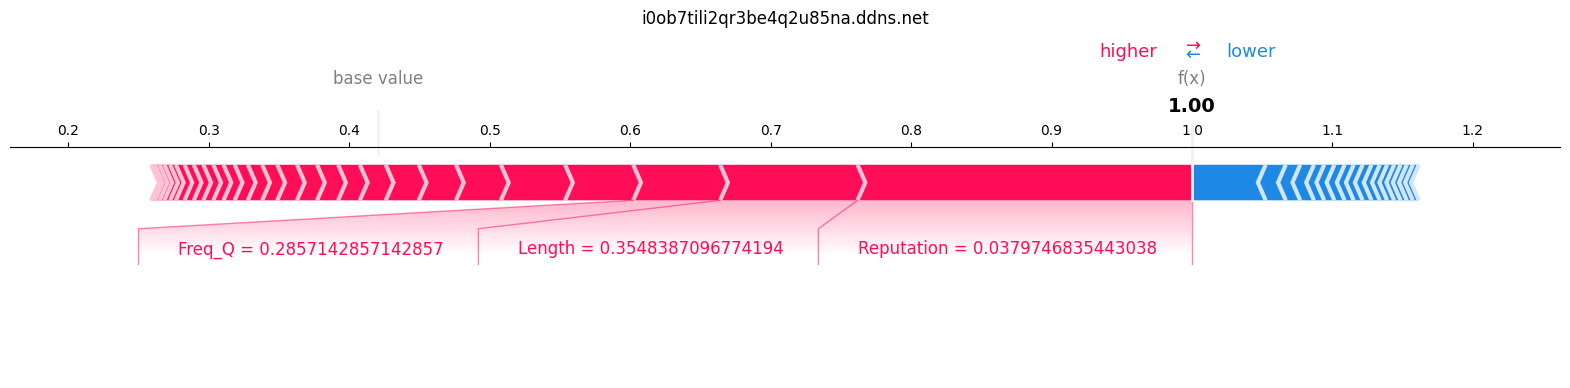 i0ob7tili2qr3be4q2u85na.ddns.net
higher ⇄ lower
base value f(x)
1.00
0.2 0.3 0.4 0.5 0.6 0.7 0.8 0.9 1.0 1.1 1.2
Freq_Q = 0.2857142857142857 Length = 0.3548387096774194 Reputation = 0.0379746835443038